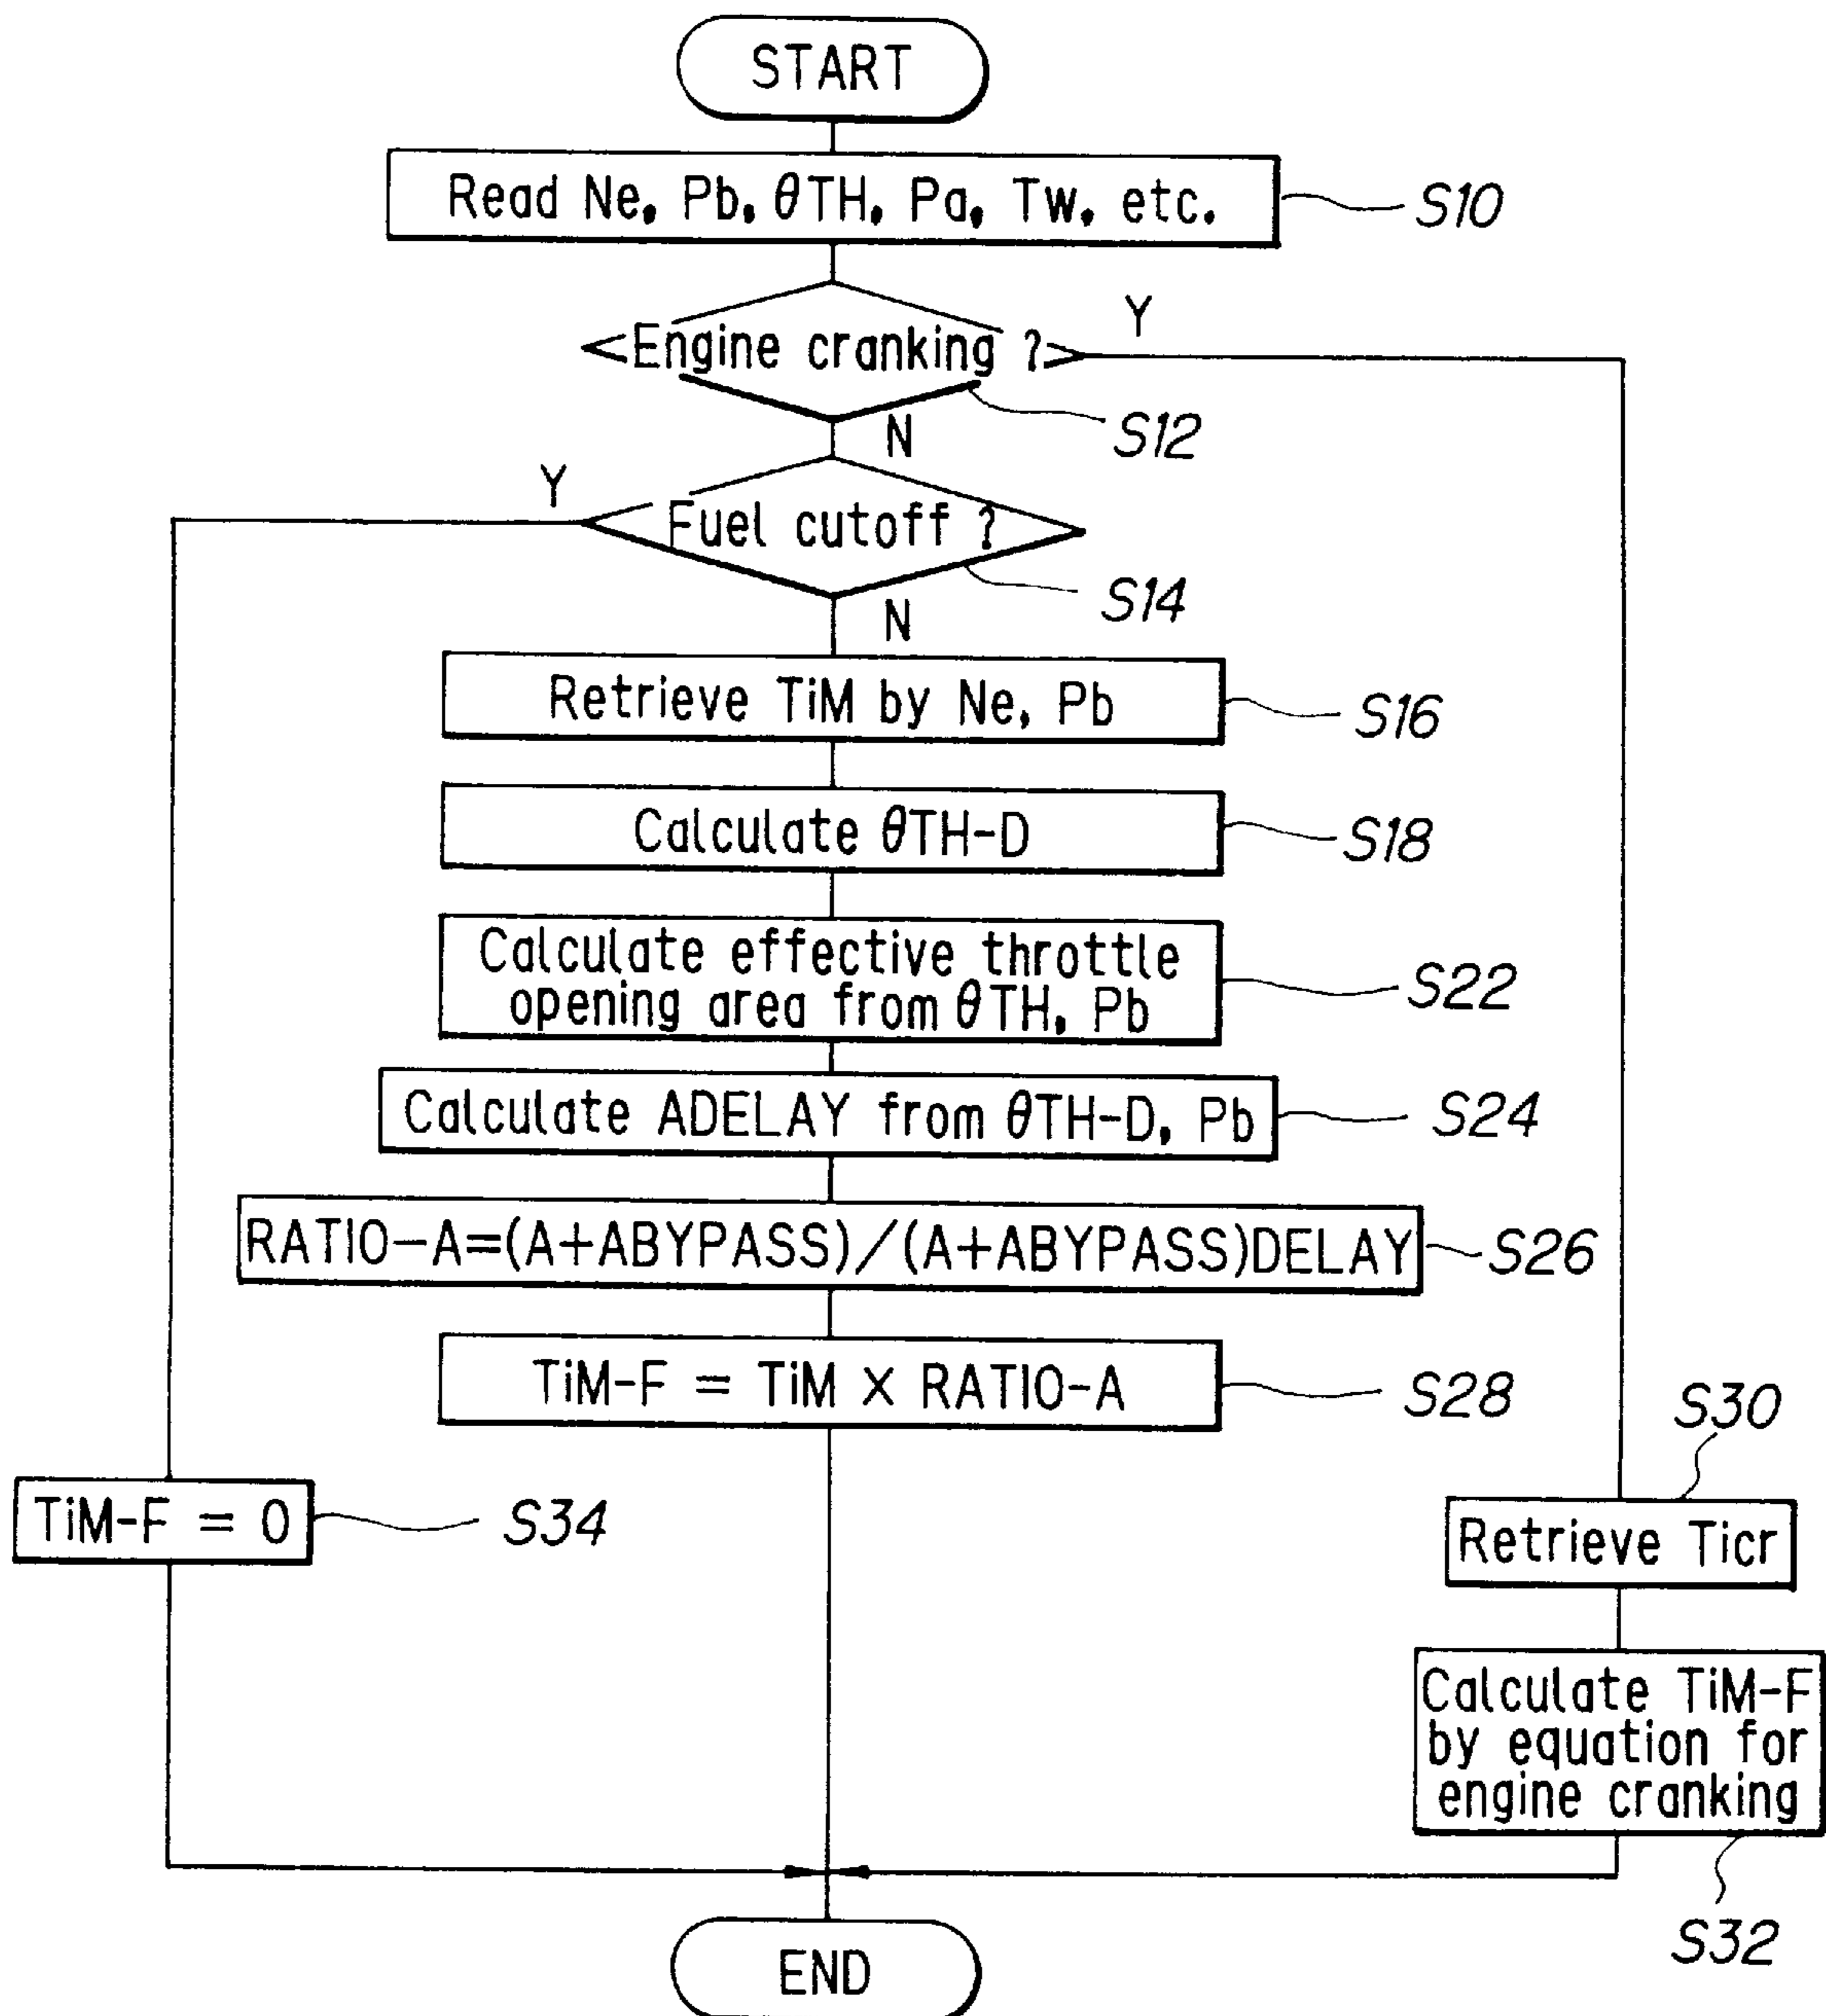 START
Read Ne, Pb, θTH, Pa, Tw, etc.
S10
Engine cranking ?
Y
S12
N
Y
Fuel cutoff ?
S14
N
Retrieve TiM by Ne, Pb
S16
Calculate θTH-D
S18
Calculate effective throttle
opening area from θTH, Pb
S22
Calculate ADELAY from θTH-D, Pb
S24
RATIO-A=(A+ABYPASS)/(A+ABYPASS)DELAY
S26
TiM-F = TiM X RATIO-A
S28
S30
TiM-F = 0
S34
Retrieve Ticr
Calculate TiM-F
by equation for
engine cranking
S32
END